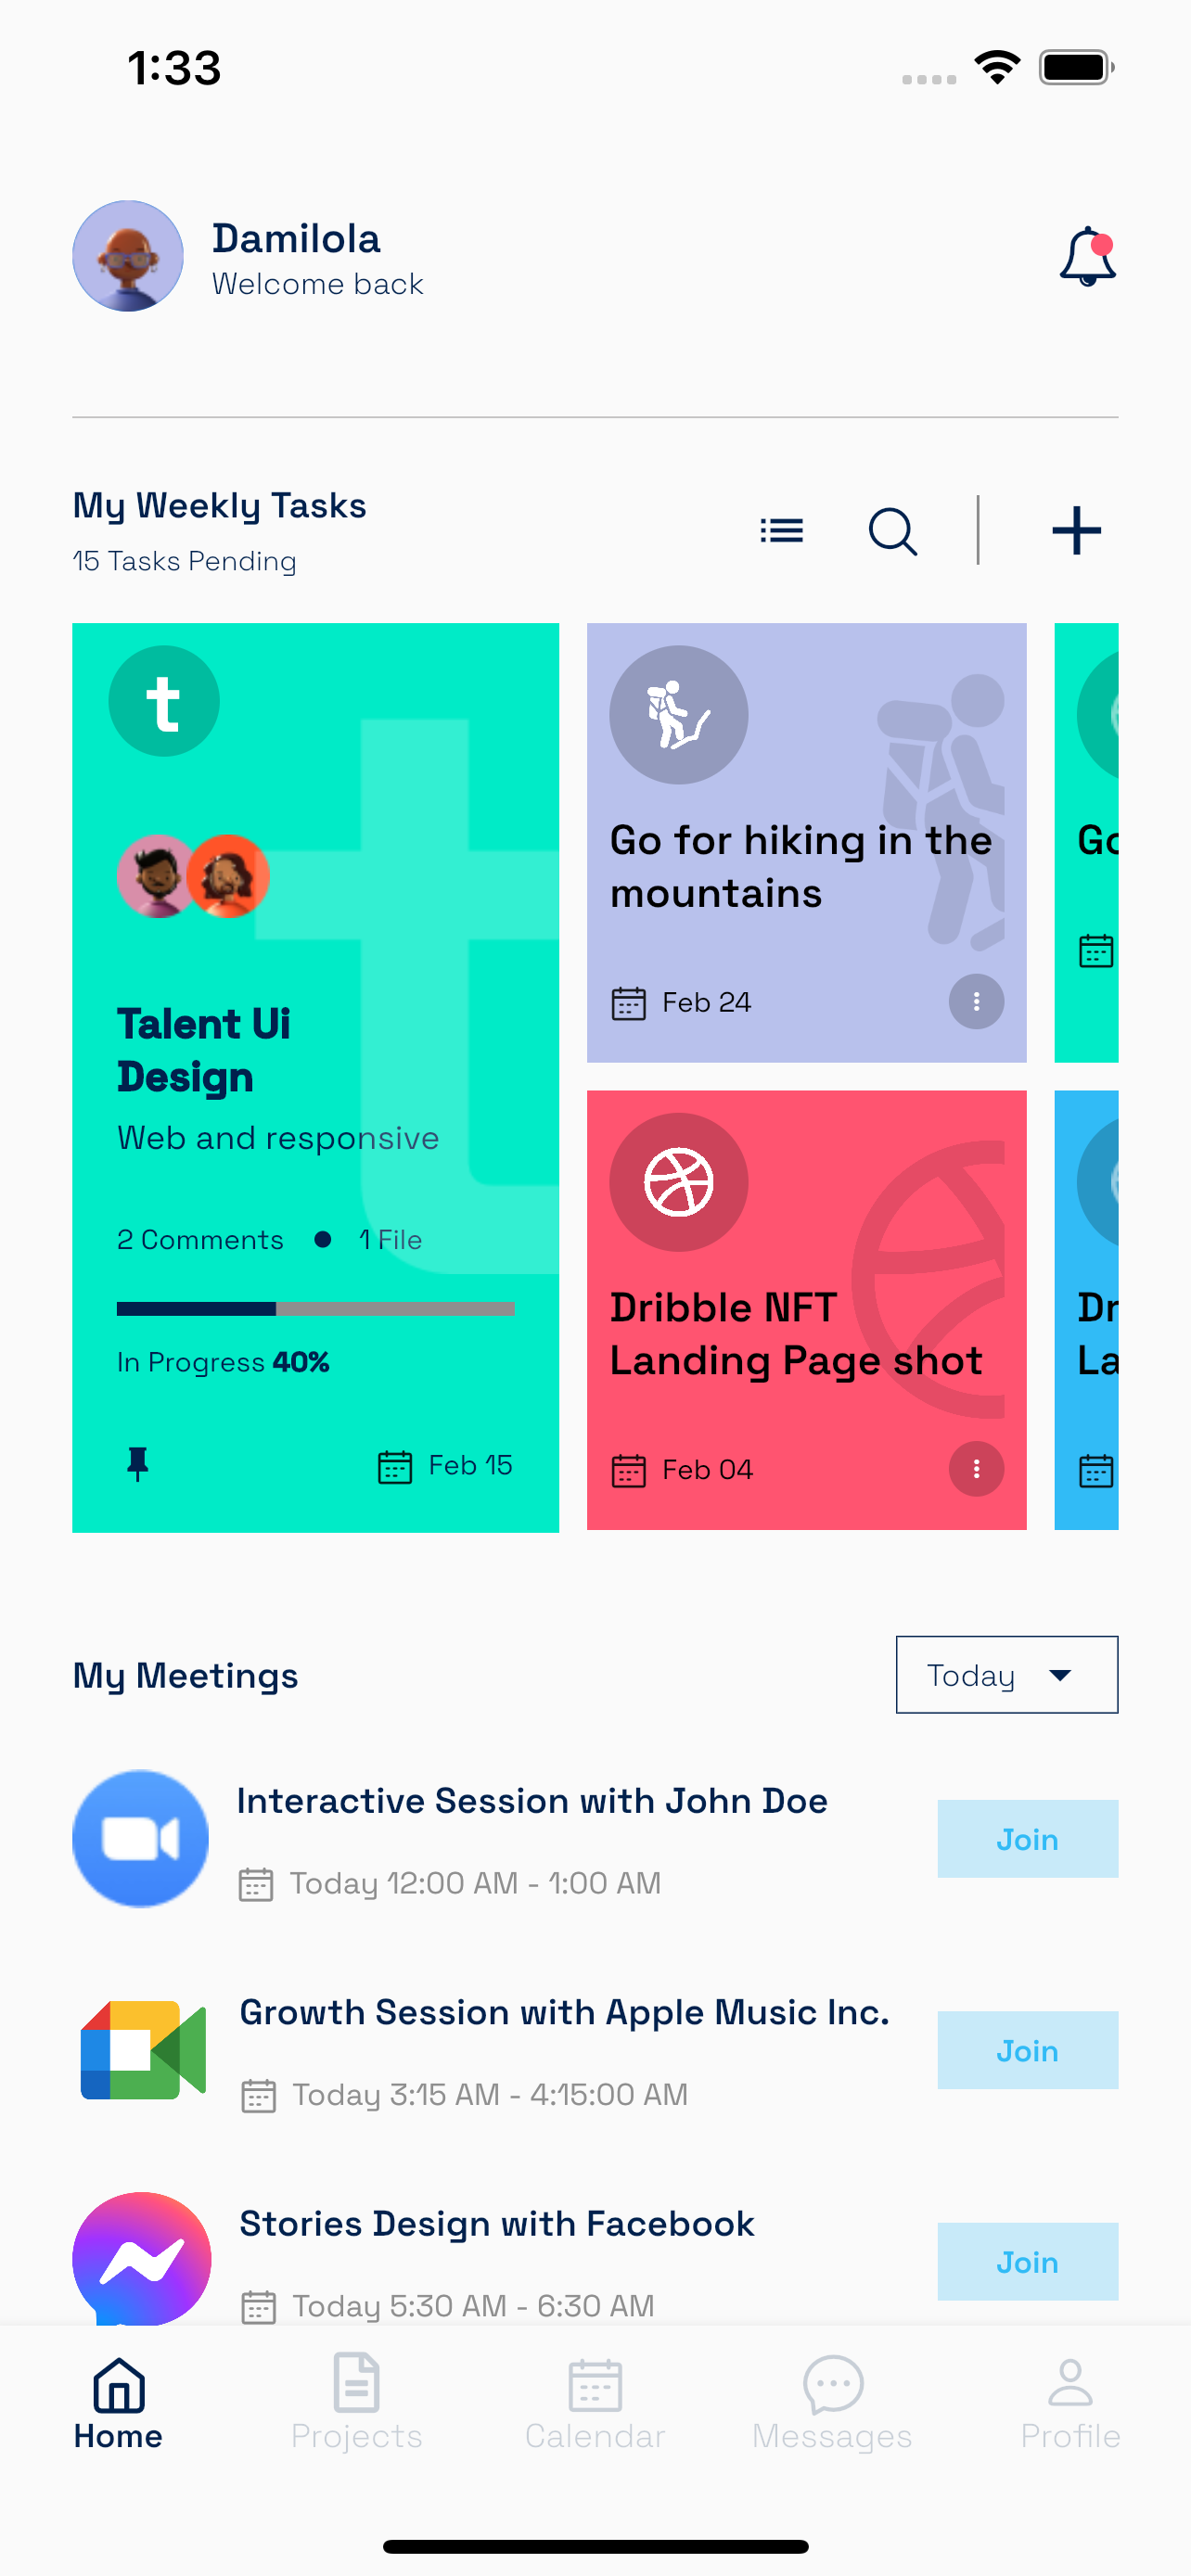 1:33
Damilola
Welcome back
My Weekly Tasks
15 Tasks Pending
t
Talent Ui
Design
Web and responsive
2 Comments ● 1 File
In Progress 40%
Feb 15
Go for hiking in the
mountains
Feb 24
Dribble NFT
Landing Page shot
Feb 04
Go
Dr
La
My Meetings
Today
Interactive Session with John Doe
Today 12:00 AM - 1:00 AM
Join
Growth Session with Apple Music Inc.
Today 3:15 AM - 4:15:00 AM
Join
Stories Design with Facebook
Today 5:30 AM - 6:30 AM
Join
Home
Projects
Calendar
Messages
Profile